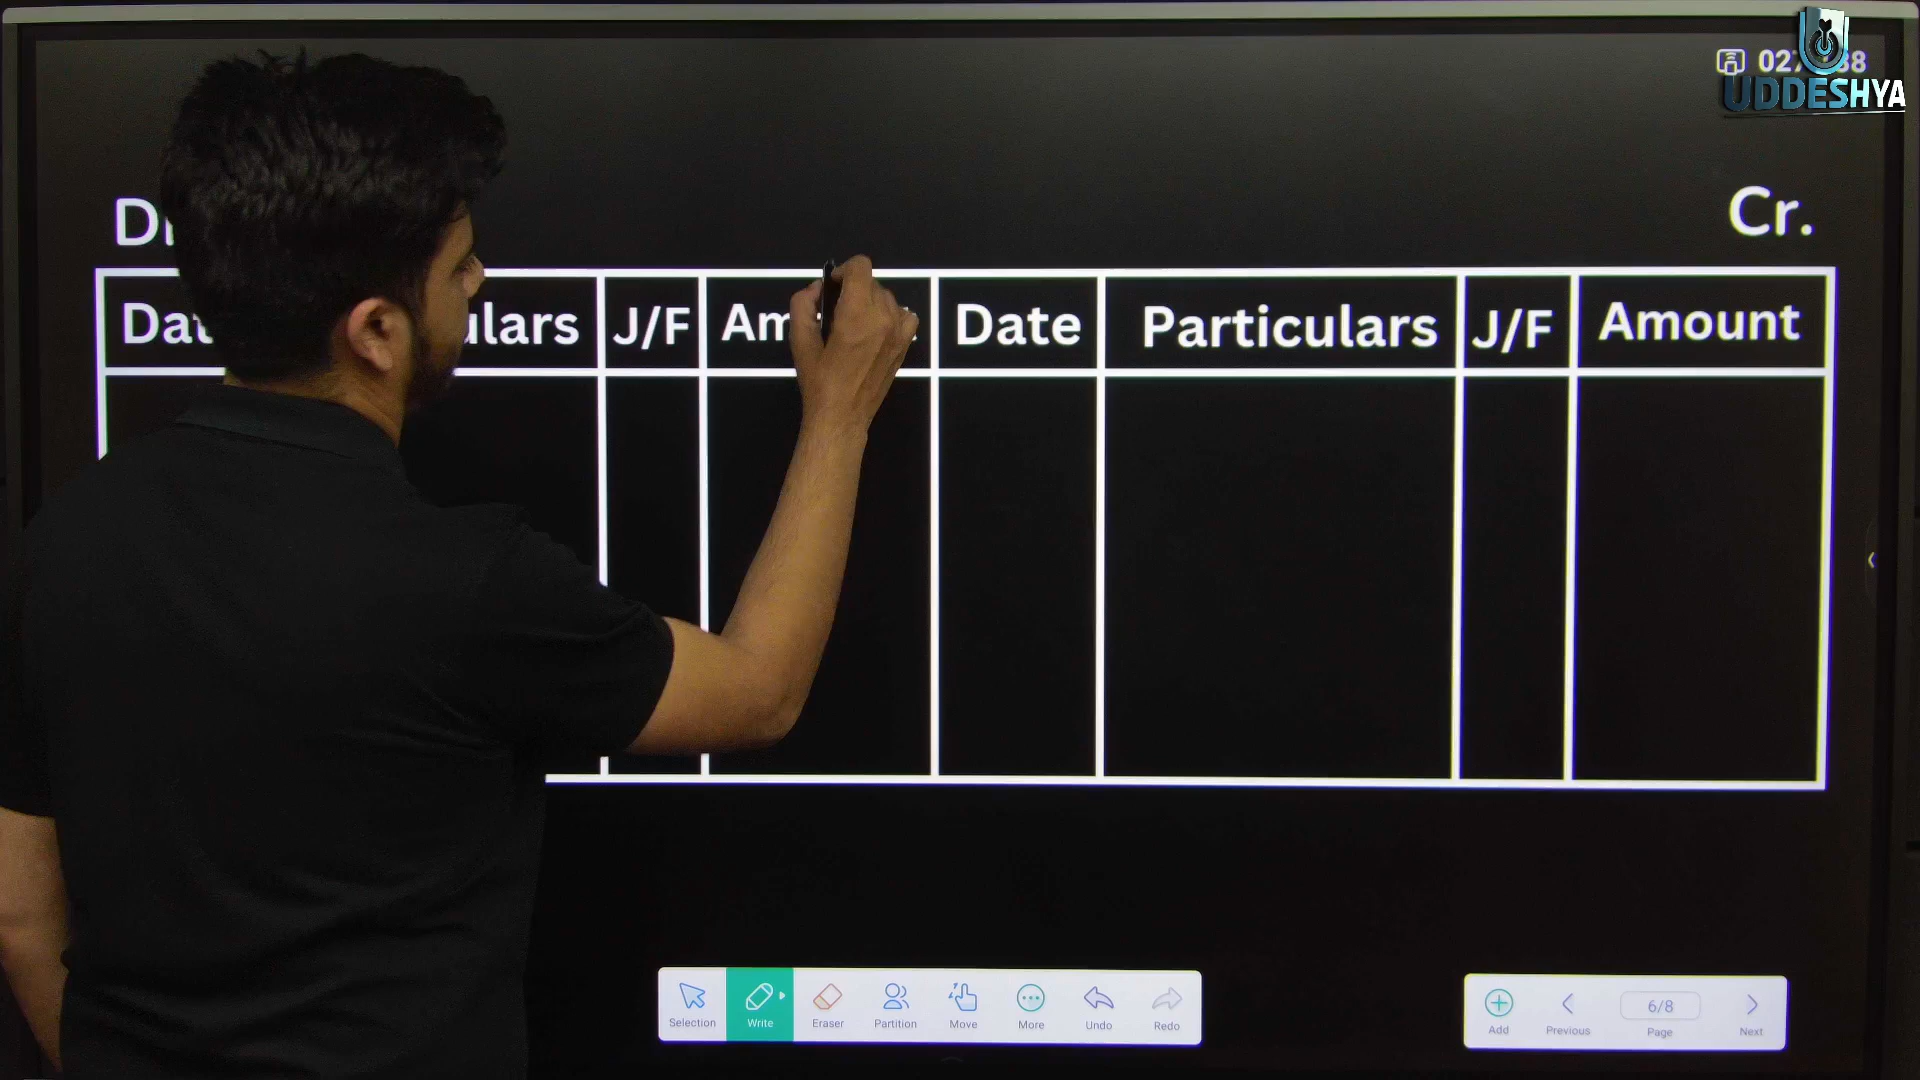 UDDESHYA
Cr.
J/F Date Particulars J/F Amount
Selection Write Eraser Partition Move More Undo Redo
Add Previous 6/8 Page Next